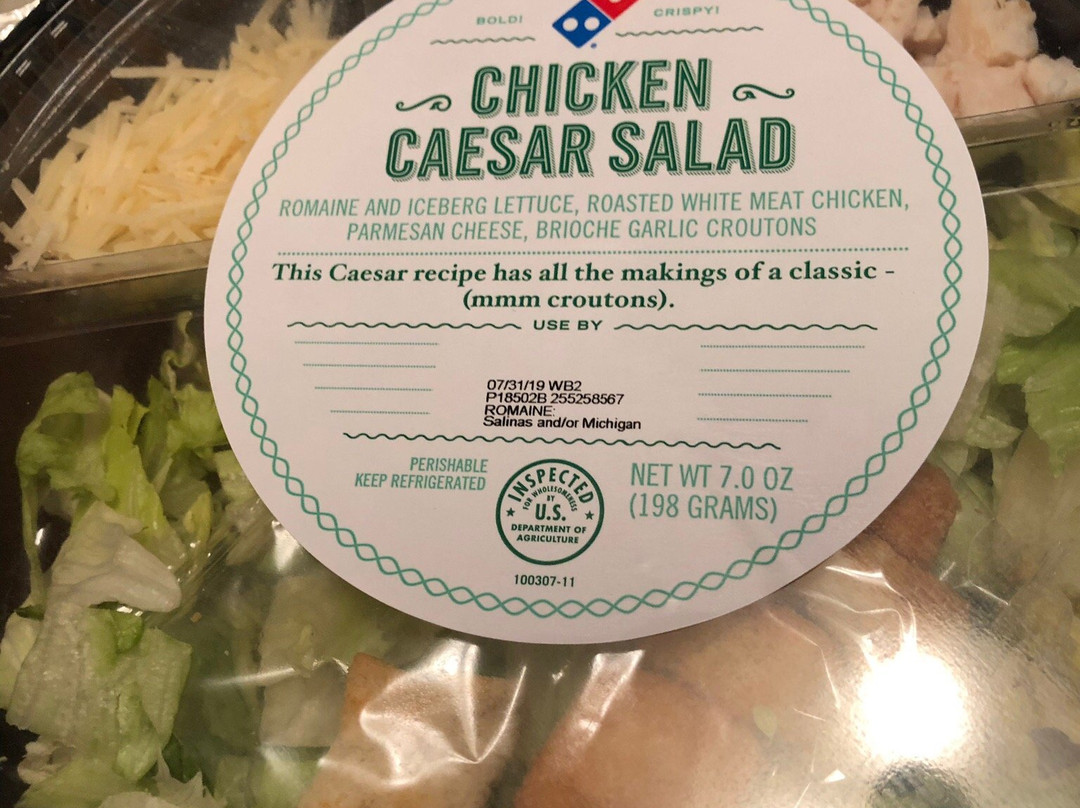 BOLD!
CRISPY!
CHICKEN
CAESAR SALAD
ROMAINE AND ICEBERG LETTUCE, ROASTED WHITE MEAT CHICKEN,
PARMESAN CHEESE, BRIOCHE GARLIC CROUTONS
This Caesar recipe has all the makings of a classic -
(mmm croutons).
USE BY
07/31/19 WB2
P18502B 255258567
ROMAINE:
Salinas and/or Michigan
PERISHABLE
KEEP REFRIGERATED
INSPECTED
FOR WHOLESOMENESS
BY
U.S.
DEPARTMENT OF
AGRICULTURE
NET WT 7.0 OZ
(198 GRAMS)
100307-11